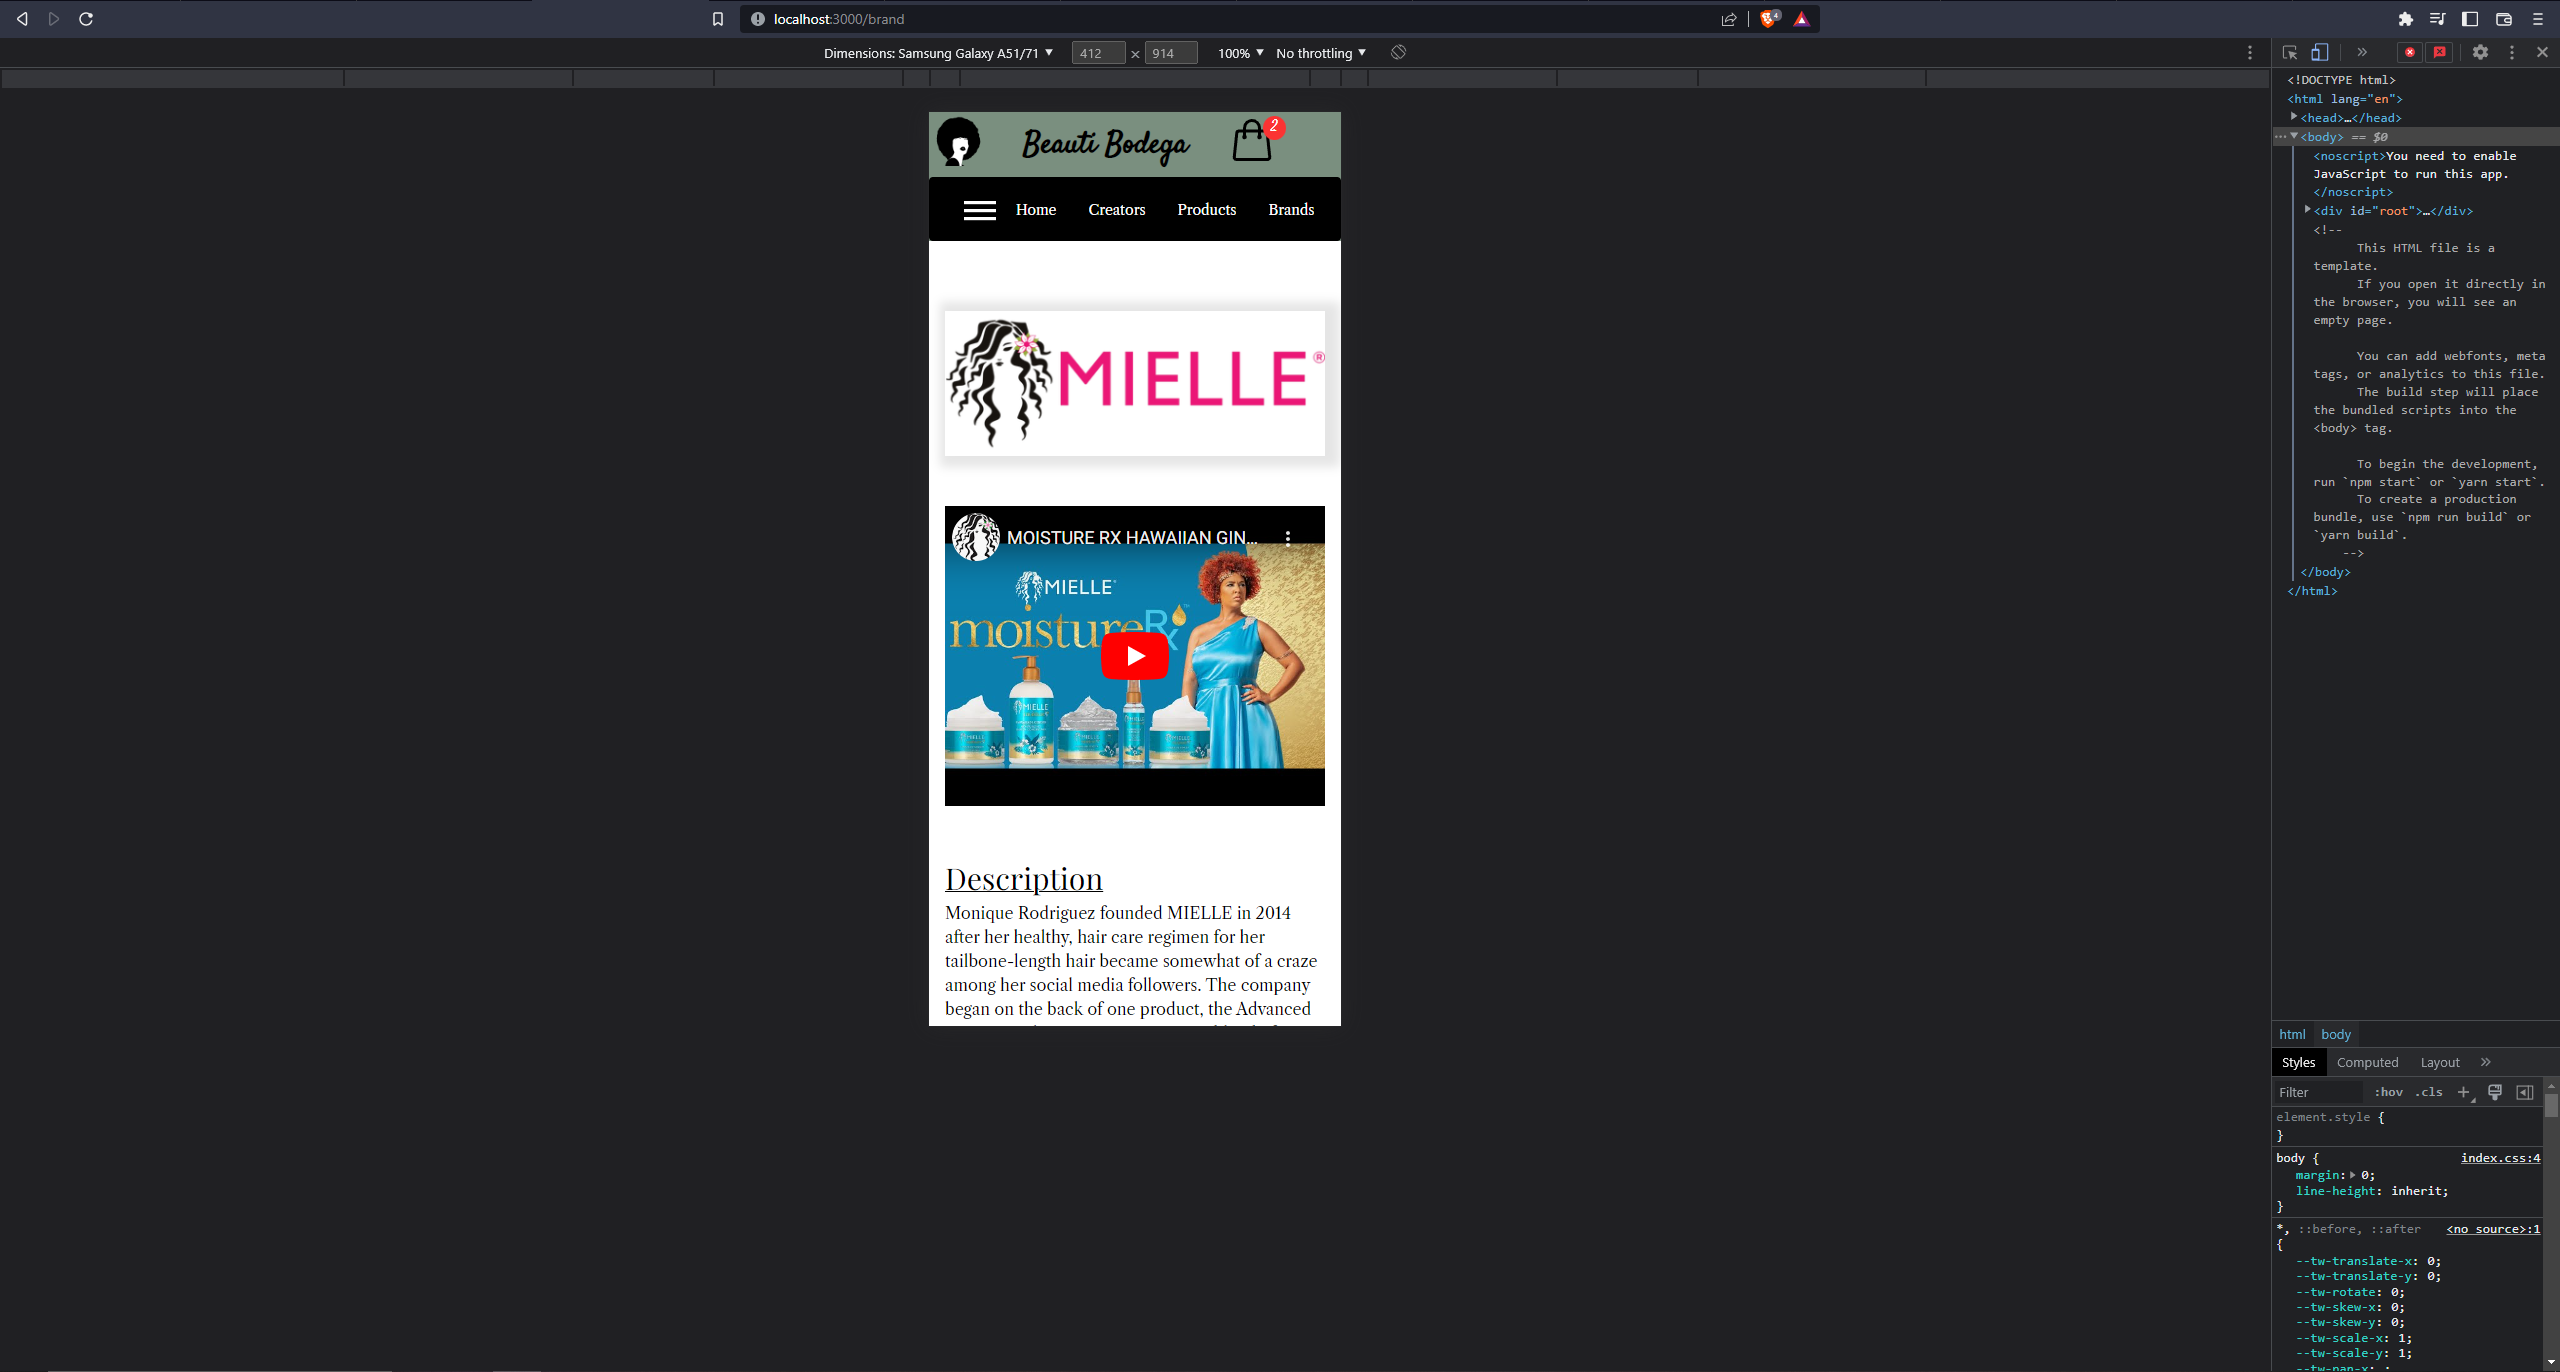 localhost:3000/brand
4
Dimensions: Samsung Galaxy A51/71 ▼ 412 × 914 100% ▼ No throttling ▼
Beauti Bodega
2
Home Creators Products Brands
MIELLE®
MOISTURE RX HAWAIIAN GIN...
MIELLE
moistureRx™
MIELLE
Description
Monique Rodriguez founded MIELLE in 2014
after her healthy, hair care regimen for her
tailbone-length hair became somewhat of a craze
among her social media followers. The company
began on the back of one product, the Advanced
<!DOCTYPE html>
<html lang="en">
<head>…</head>
<body> == $0
<noscript>You need to enable
JavaScript to run this app.
</noscript>
<div id="root">…</div>
<!--
This HTML file is a
template.
If you open it directly in
the browser, you will see an
empty page.
You can add webfonts, meta
tags, or analytics to this file.
The build step will place
the bundled scripts into the
<body> tag.
To begin the development,
run `npm start` or `yarn start`.
To create a production
bundle, use `npm run build` or
`yarn build`.
-->
</body>
</html>
html body
Styles Computed Layout »
Filter :hov .cls +
element.style {
}
body { index.css:4
margin: 0;
line-height: inherit;
}
*, ::before, ::after <no source>:1
{
--tw-translate-x: 0;
--tw-translate-y: 0;
--tw-rotate: 0;
--tw-skew-x: 0;
--tw-skew-y: 0;
--tw-scale-x: 1;
--tw-scale-y: 1;